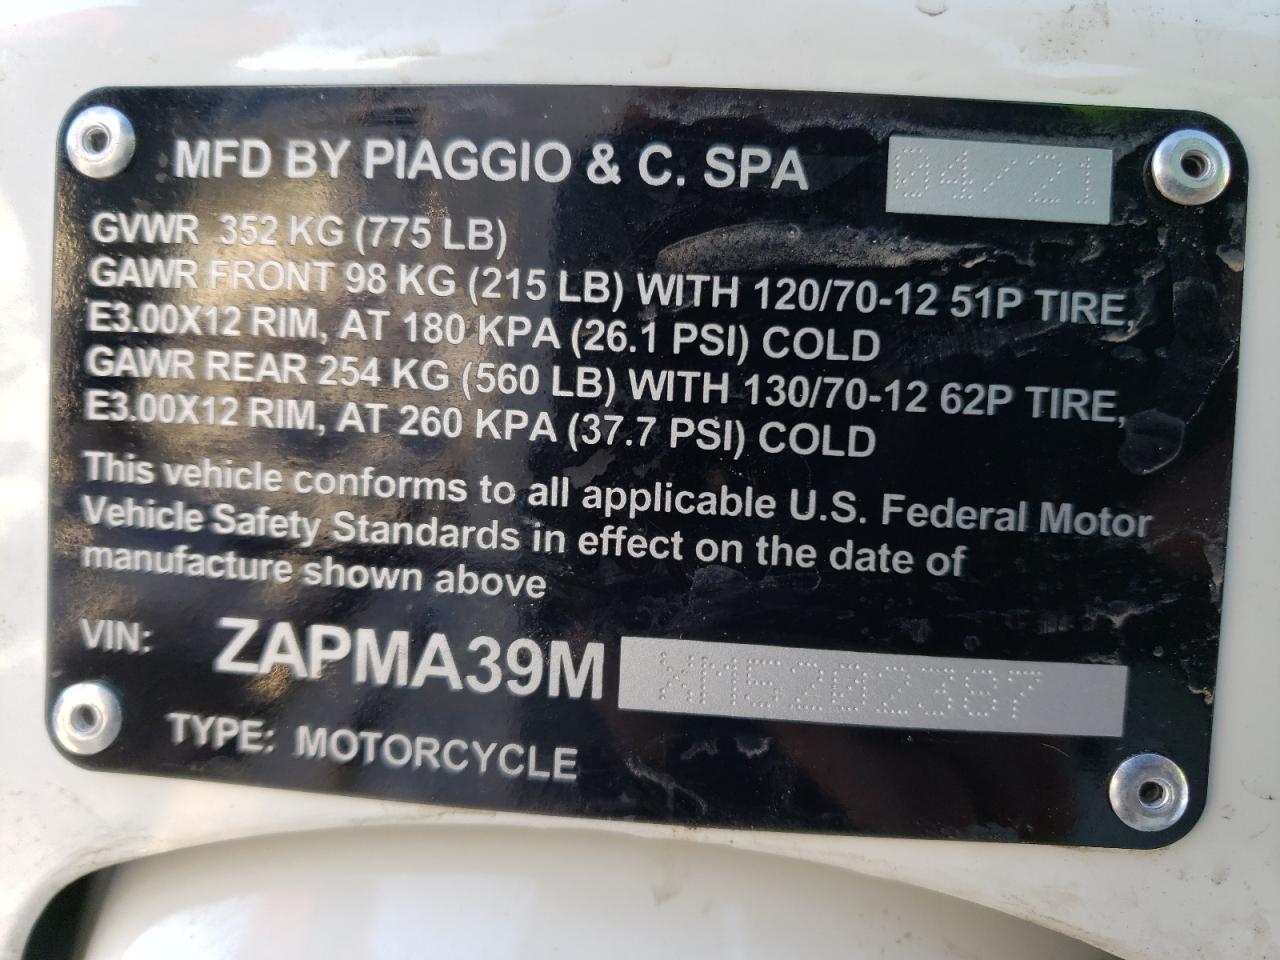 MFD BY PIAGGIO & C. SPA 04/21
GVWR 352 KG (775 LB)
GAWR FRONT 98 KG (215 LB) WITH 120/70-12 51P TIRE,
E3.00X12 RIM, AT 180 KPA (26.1 PSI) COLD
GAWR REAR 254 KG (560 LB) WITH 130/70-12 62P TIRE,
E3.00X12 RIM, AT 260 KPA (37.7 PSI) COLD
This vehicle conforms to all applicable U.S. Federal Motor
Vehicle Safety Standards in effect on the date of
manufacture shown above
VIN: ZAPMA39M XM5202387
TYPE: MOTORCYCLE